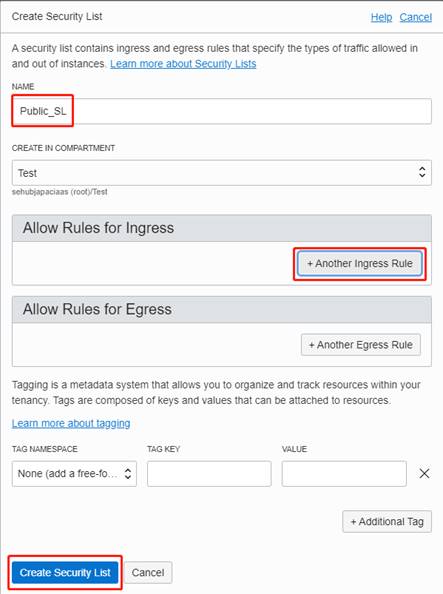 Create Security List
Help Cancel
A security list contains ingress and egress rules that specify the types of traffic allowed in
and out of instances. Learn more about Security Lists
NAME
Public_SL
CREATE IN COMPARTMENT
Test
sehubjapaciaas (root)/Test
Allow Rules for Ingress
+ Another Ingress Rule
Allow Rules for Egress
+ Another Egress Rule
Tagging is a metadata system that allows you to organize and track resources within your
tenancy. Tags are composed of keys and values that can be attached to resources.
Learn more about tagging
TAG NAMESPACE TAG KEY VALUE
None (add a free-fo...
+ Additional Tag
Create Security List Cancel